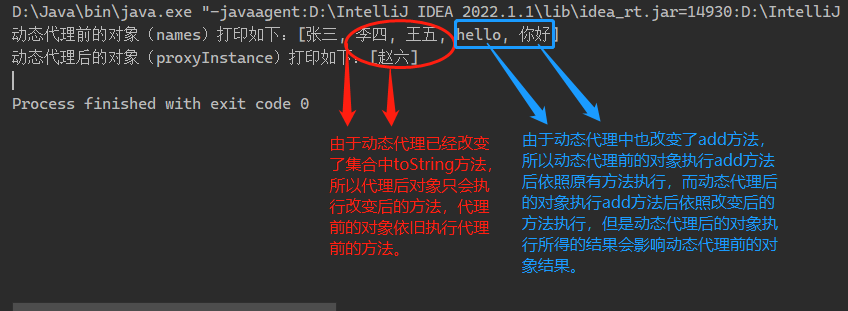 D:\Java\bin\java.exe "-javaagent:D:\IntelliJ IDEA 2022.1.1\lib\idea_rt.jar=14930:D:\IntelliJ
动态代理前的对象（names）打印如下：[张三, 李四, 王五, hello, 你好]
动态代理后的对象（proxyInstance）打印如下：[赵六]
Process finished with exit code 0
由于动态代理已经改变
了集合中toString方法，
所以代理后对象只会执
行改变后的方法，代理
前的对象依旧执行代理
前的方法。
由于动态代理中也改变了add方法，
所以动态代理前的对象执行add方法
后依照原有方法执行，而动态代理后
的对象执行add方法后依照改变后的
方法执行，但是动态代理后的对象执
行所得的结果会影响动态代理前的对
象结果。